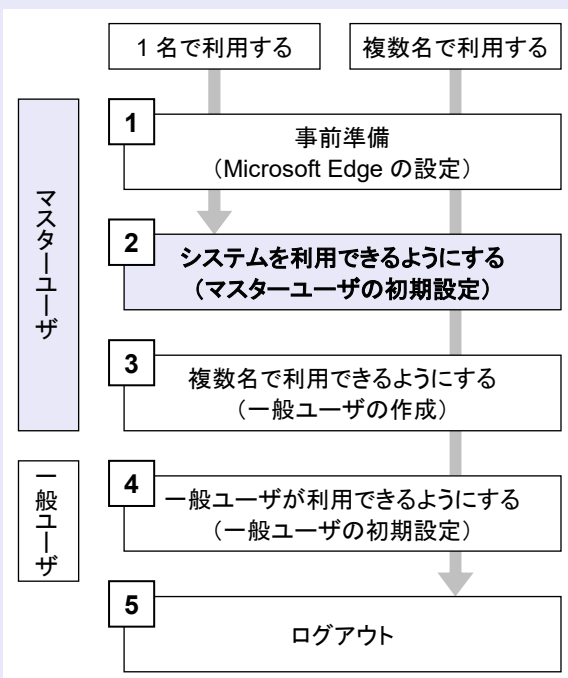 1 名で利用する
複数名で利用する
マスターユーザ
1
事前準備
（Microsoft Edge の設定）
2
システムを利用できるようにする
（マスターユーザの初期設定）
3
複数名で利用できるようにする
（一般ユーザの作成）
一般ユーザ
4
一般ユーザが利用できるようにする
（一般ユーザの初期設定）
5
ログアウト